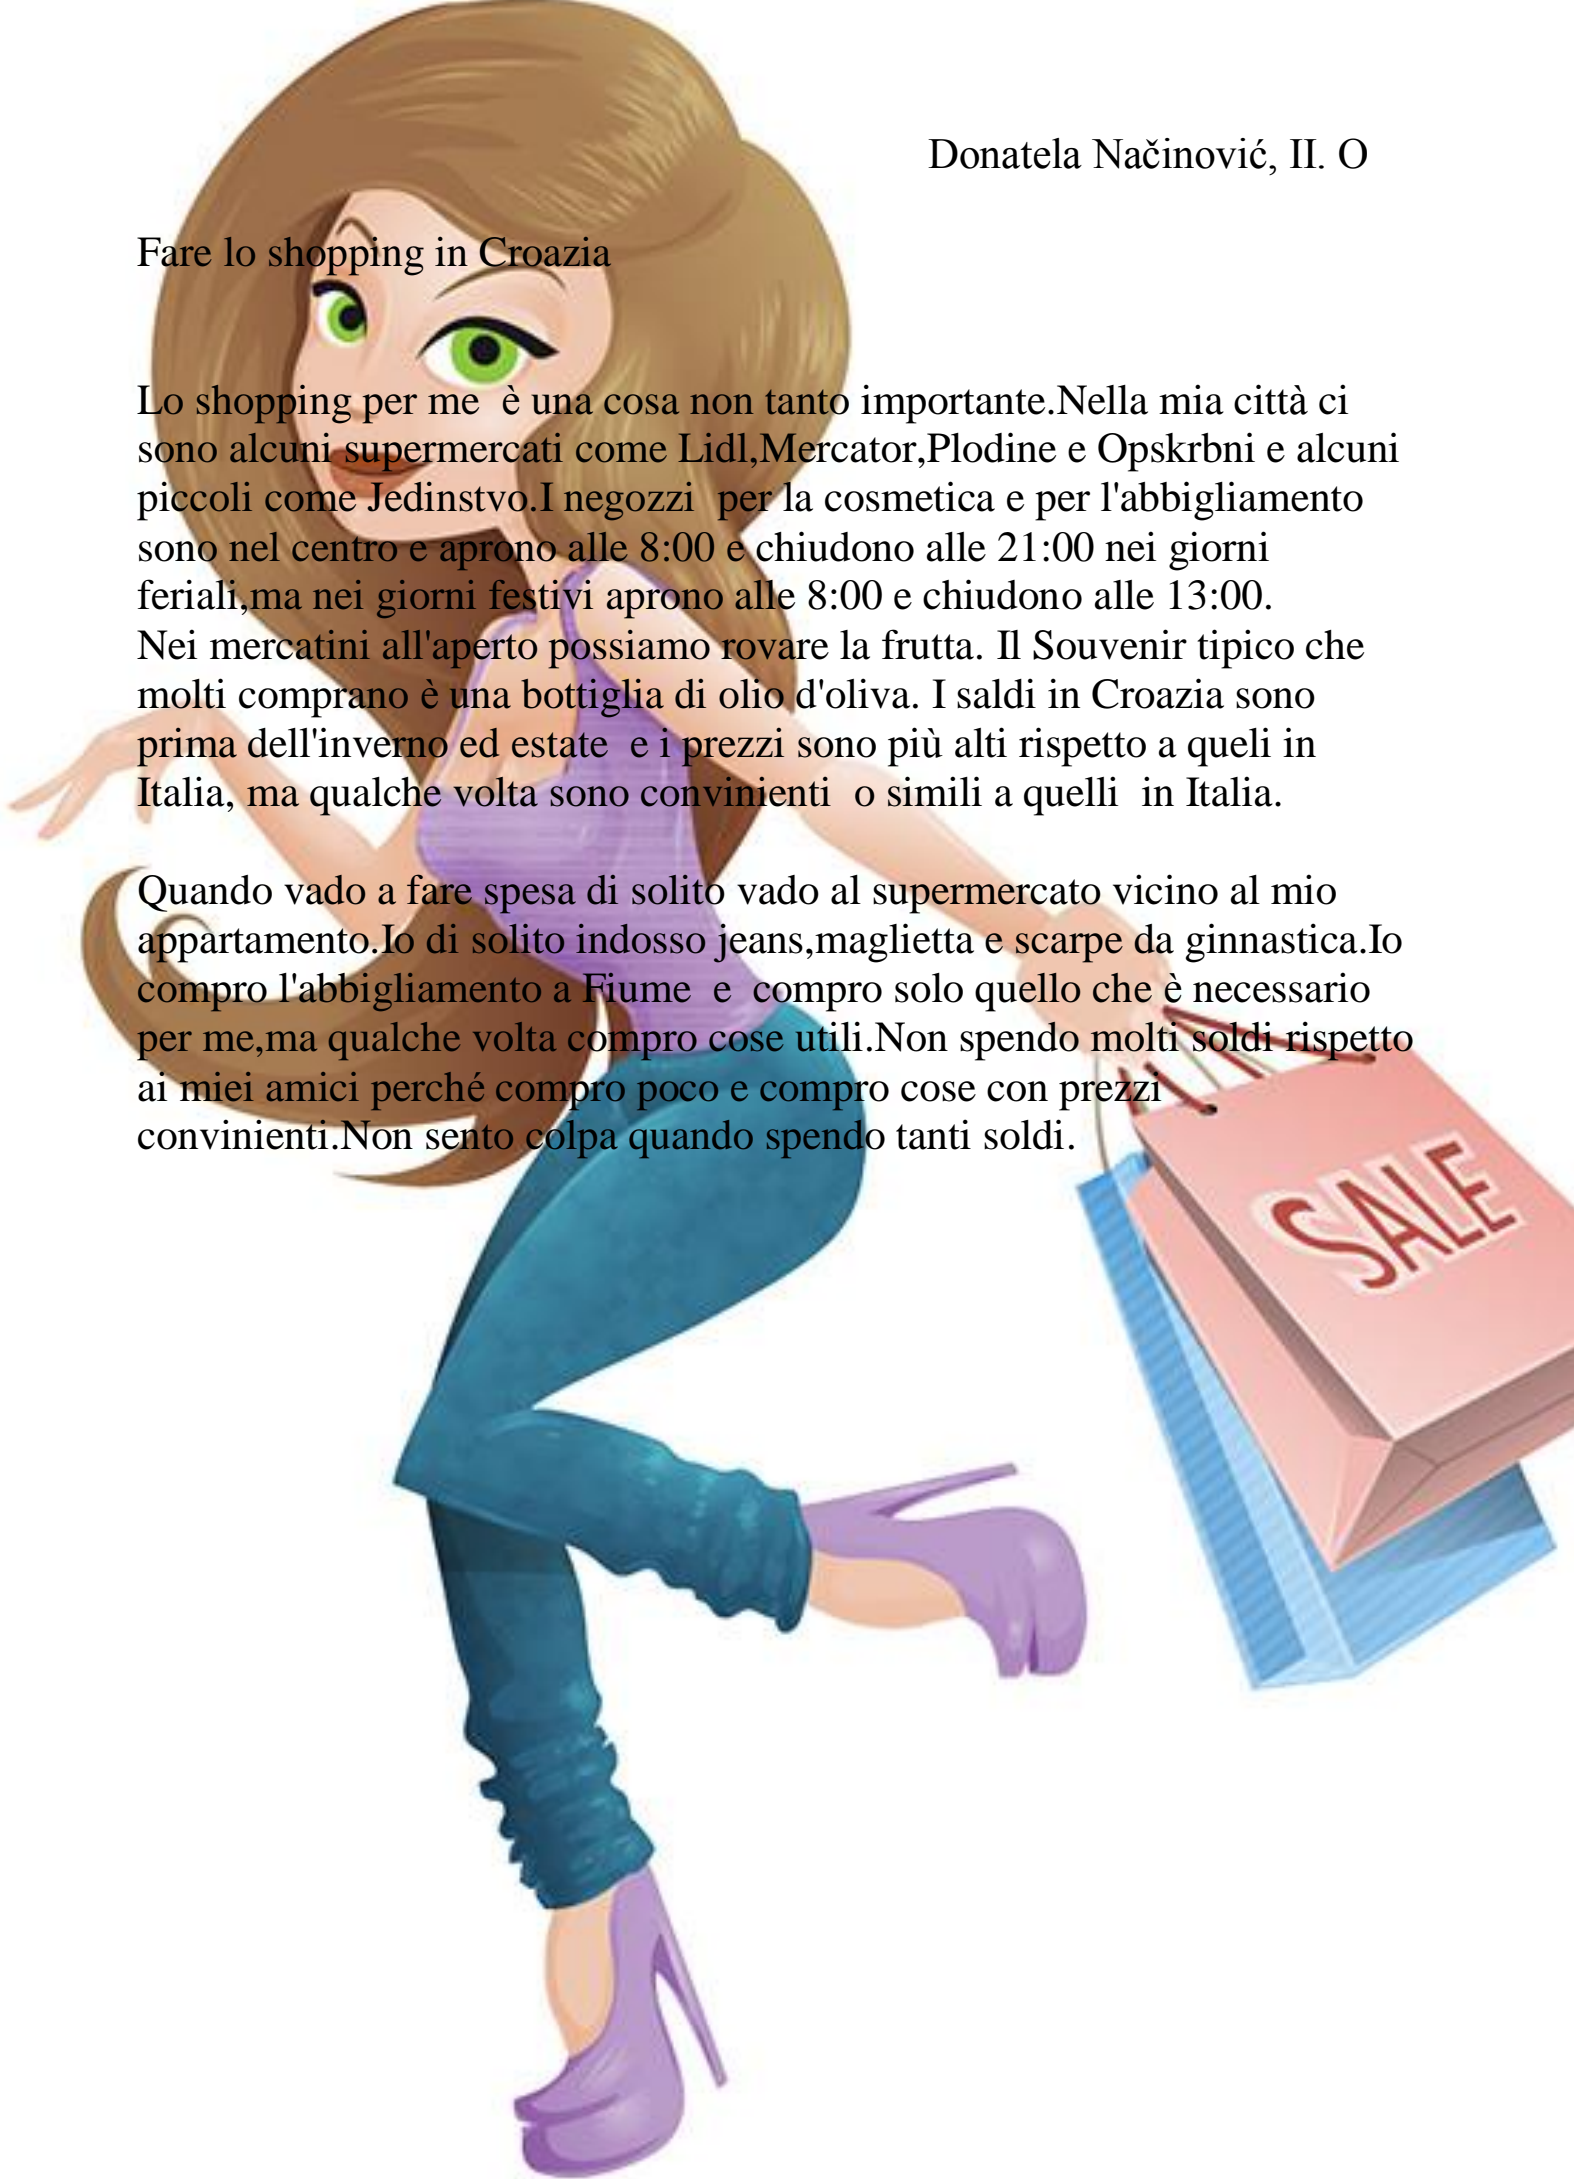 Donatela Načinović, II. O
Fare lo shopping in Croazia
Lo shopping per me  è una cosa non tanto importante.Nella mia città ci
sono alcuni supermercati come Lidl,Mercator,Plodine e Opskrbni e alcuni
piccoli come Jedinstvo.I negozzi  per la cosmetica e per l'abbigliamento
sono nel centro e aprono alle 8:00 e chiudono alle 21:00 nei giorni
feriali,ma nei giorni festivi aprono alle 8:00 e chiudono alle 13:00.
Nei mercatini all'aperto possiamo rovare la frutta. Il Souvenir tipico che
molti comprano è una bottiglia di olio d'oliva. I saldi in Croazia sono
prima dell'inverno ed estate  e i prezzi sono più alti rispetto a queli in
Italia, ma qualche volta sono convinienti  o simili a quelli  in Italia.
Quando vado a fare spesa di solito vado al supermercato vicino al mio
appartamento.Io di solito indosso jeans,maglietta e scarpe da ginnastica.Io
compro l'abbigliamento a Fiume  e  compro solo quello che è necessario
per me,ma qualche volta compro cose utili.Non spendo molti soldi rispetto
ai miei amici perché compro poco e compro cose con prezzi
convinienti.Non sento colpa quando spendo tanti soldi.
SALE